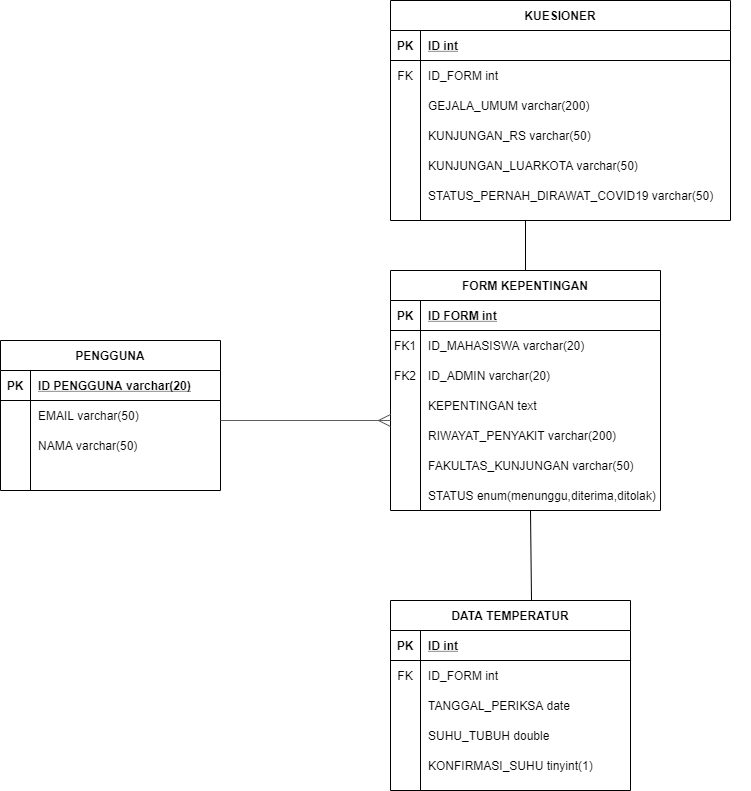 KUESIONER
PK ID int
FK ID_FORM int
GEJALA_UMUM varchar(200)
KUNJUNGAN_RS varchar(50)
KUNJUNGAN_LUARKOTA varchar(50)
STATUS_PERNAH_DIRAWAT_COVID19 varchar(50)
FORM KEPENTINGAN
PK ID FORM int
FK1 ID_MAHASISWA varchar(20)
FK2 ID_ADMIN varchar(20)
KEPENTINGAN text
RIWAYAT_PENYAKIT varchar(200)
FAKULTAS_KUNJUNGAN varchar(50)
STATUS enum(menunggu,diterima,ditolak)
PENGGUNA
PK ID PENGGUNA varchar(20)
EMAIL varchar(50)
NAMA varchar(50)
DATA TEMPERATUR
PK ID int
FK ID_FORM int
TANGGAL_PERIKSA date
SUHU_TUBUH double
KONFIRMASI_SUHU tinyint(1)